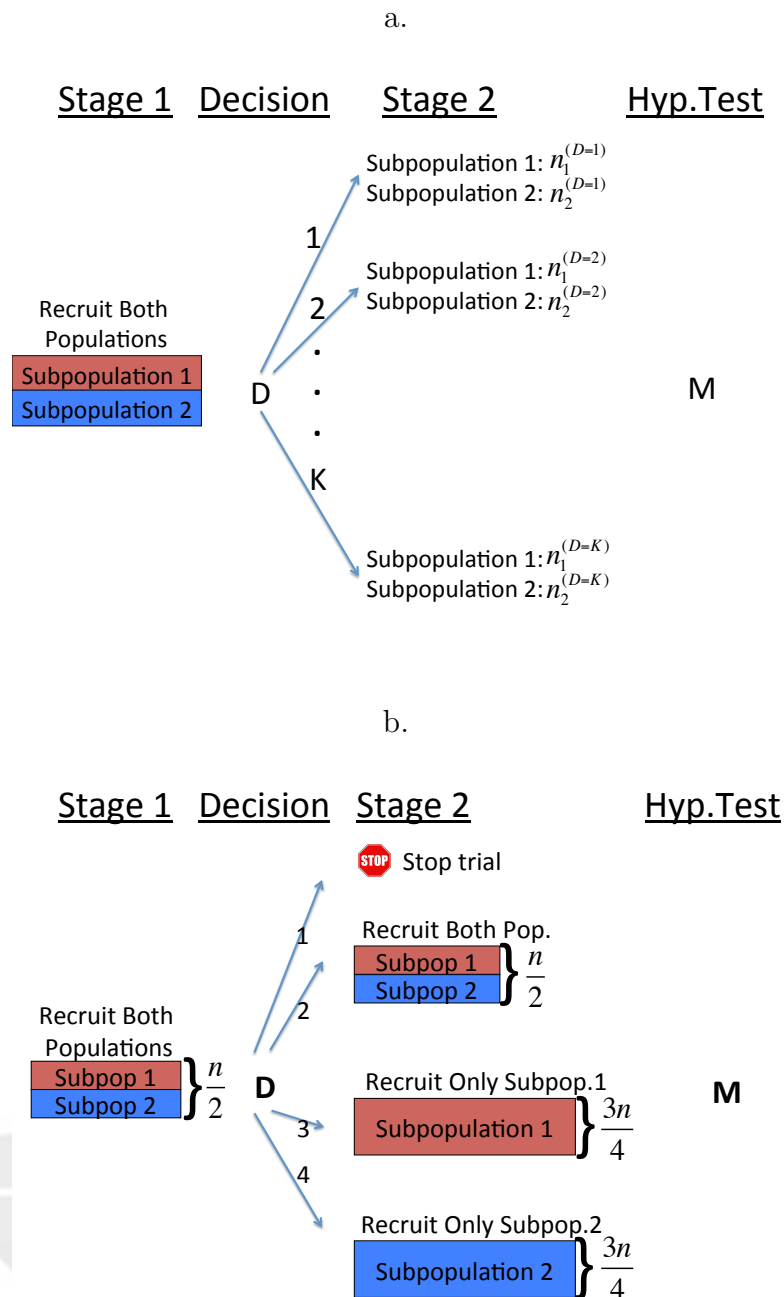 a.
Stage 1 Decision Stage 2 Hyp.Test
Subpopulation 1: n_1^{(D=1)}
Subpopulation 2: n_2^{(D=1)}
1
Subpopulation 1: n_1^{(D=2)}
Subpopulation 2: n_2^{(D=2)}
2
Recruit Both
Populations
Subpopulation 1
Subpopulation 2
D
.
.
.
M
K
Subpopulation 1: n_1^{(D=K)}
Subpopulation 2: n_2^{(D=K)}
b.
Stage 1 Decision Stage 2 Hyp.Test
STOP Stop trial
1
Recruit Both Pop.
Subpop 1
Subpop 2
} n/2
2
Recruit Both
Populations
Subpop 1
Subpop 2
} n/2
D
M
3
Recruit Only Subpop.1
Subpopulation 1 } 3n/4
4
Recruit Only Subpop.2
Subpopulation 2 } 3n/4